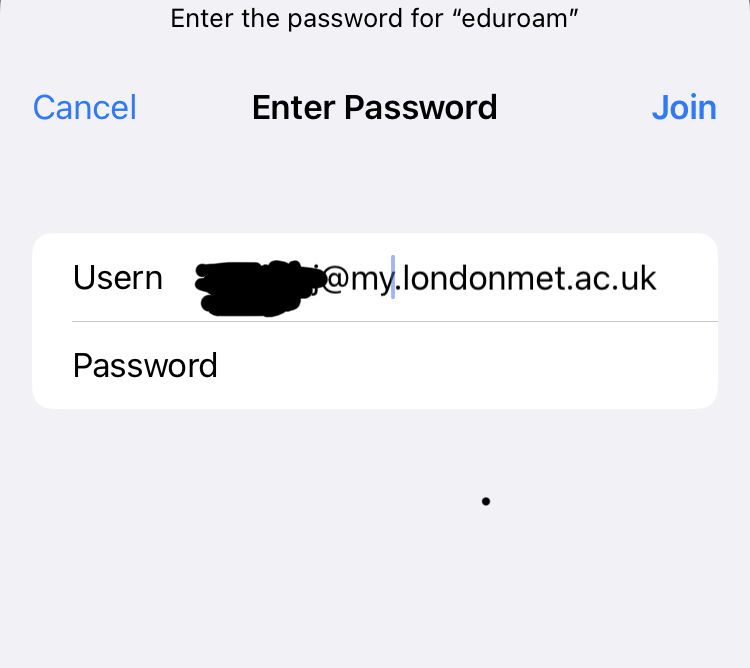 Enter the password for “eduroam”
Cancel Enter Password Join
Usern @my.londonmet.ac.uk
Password